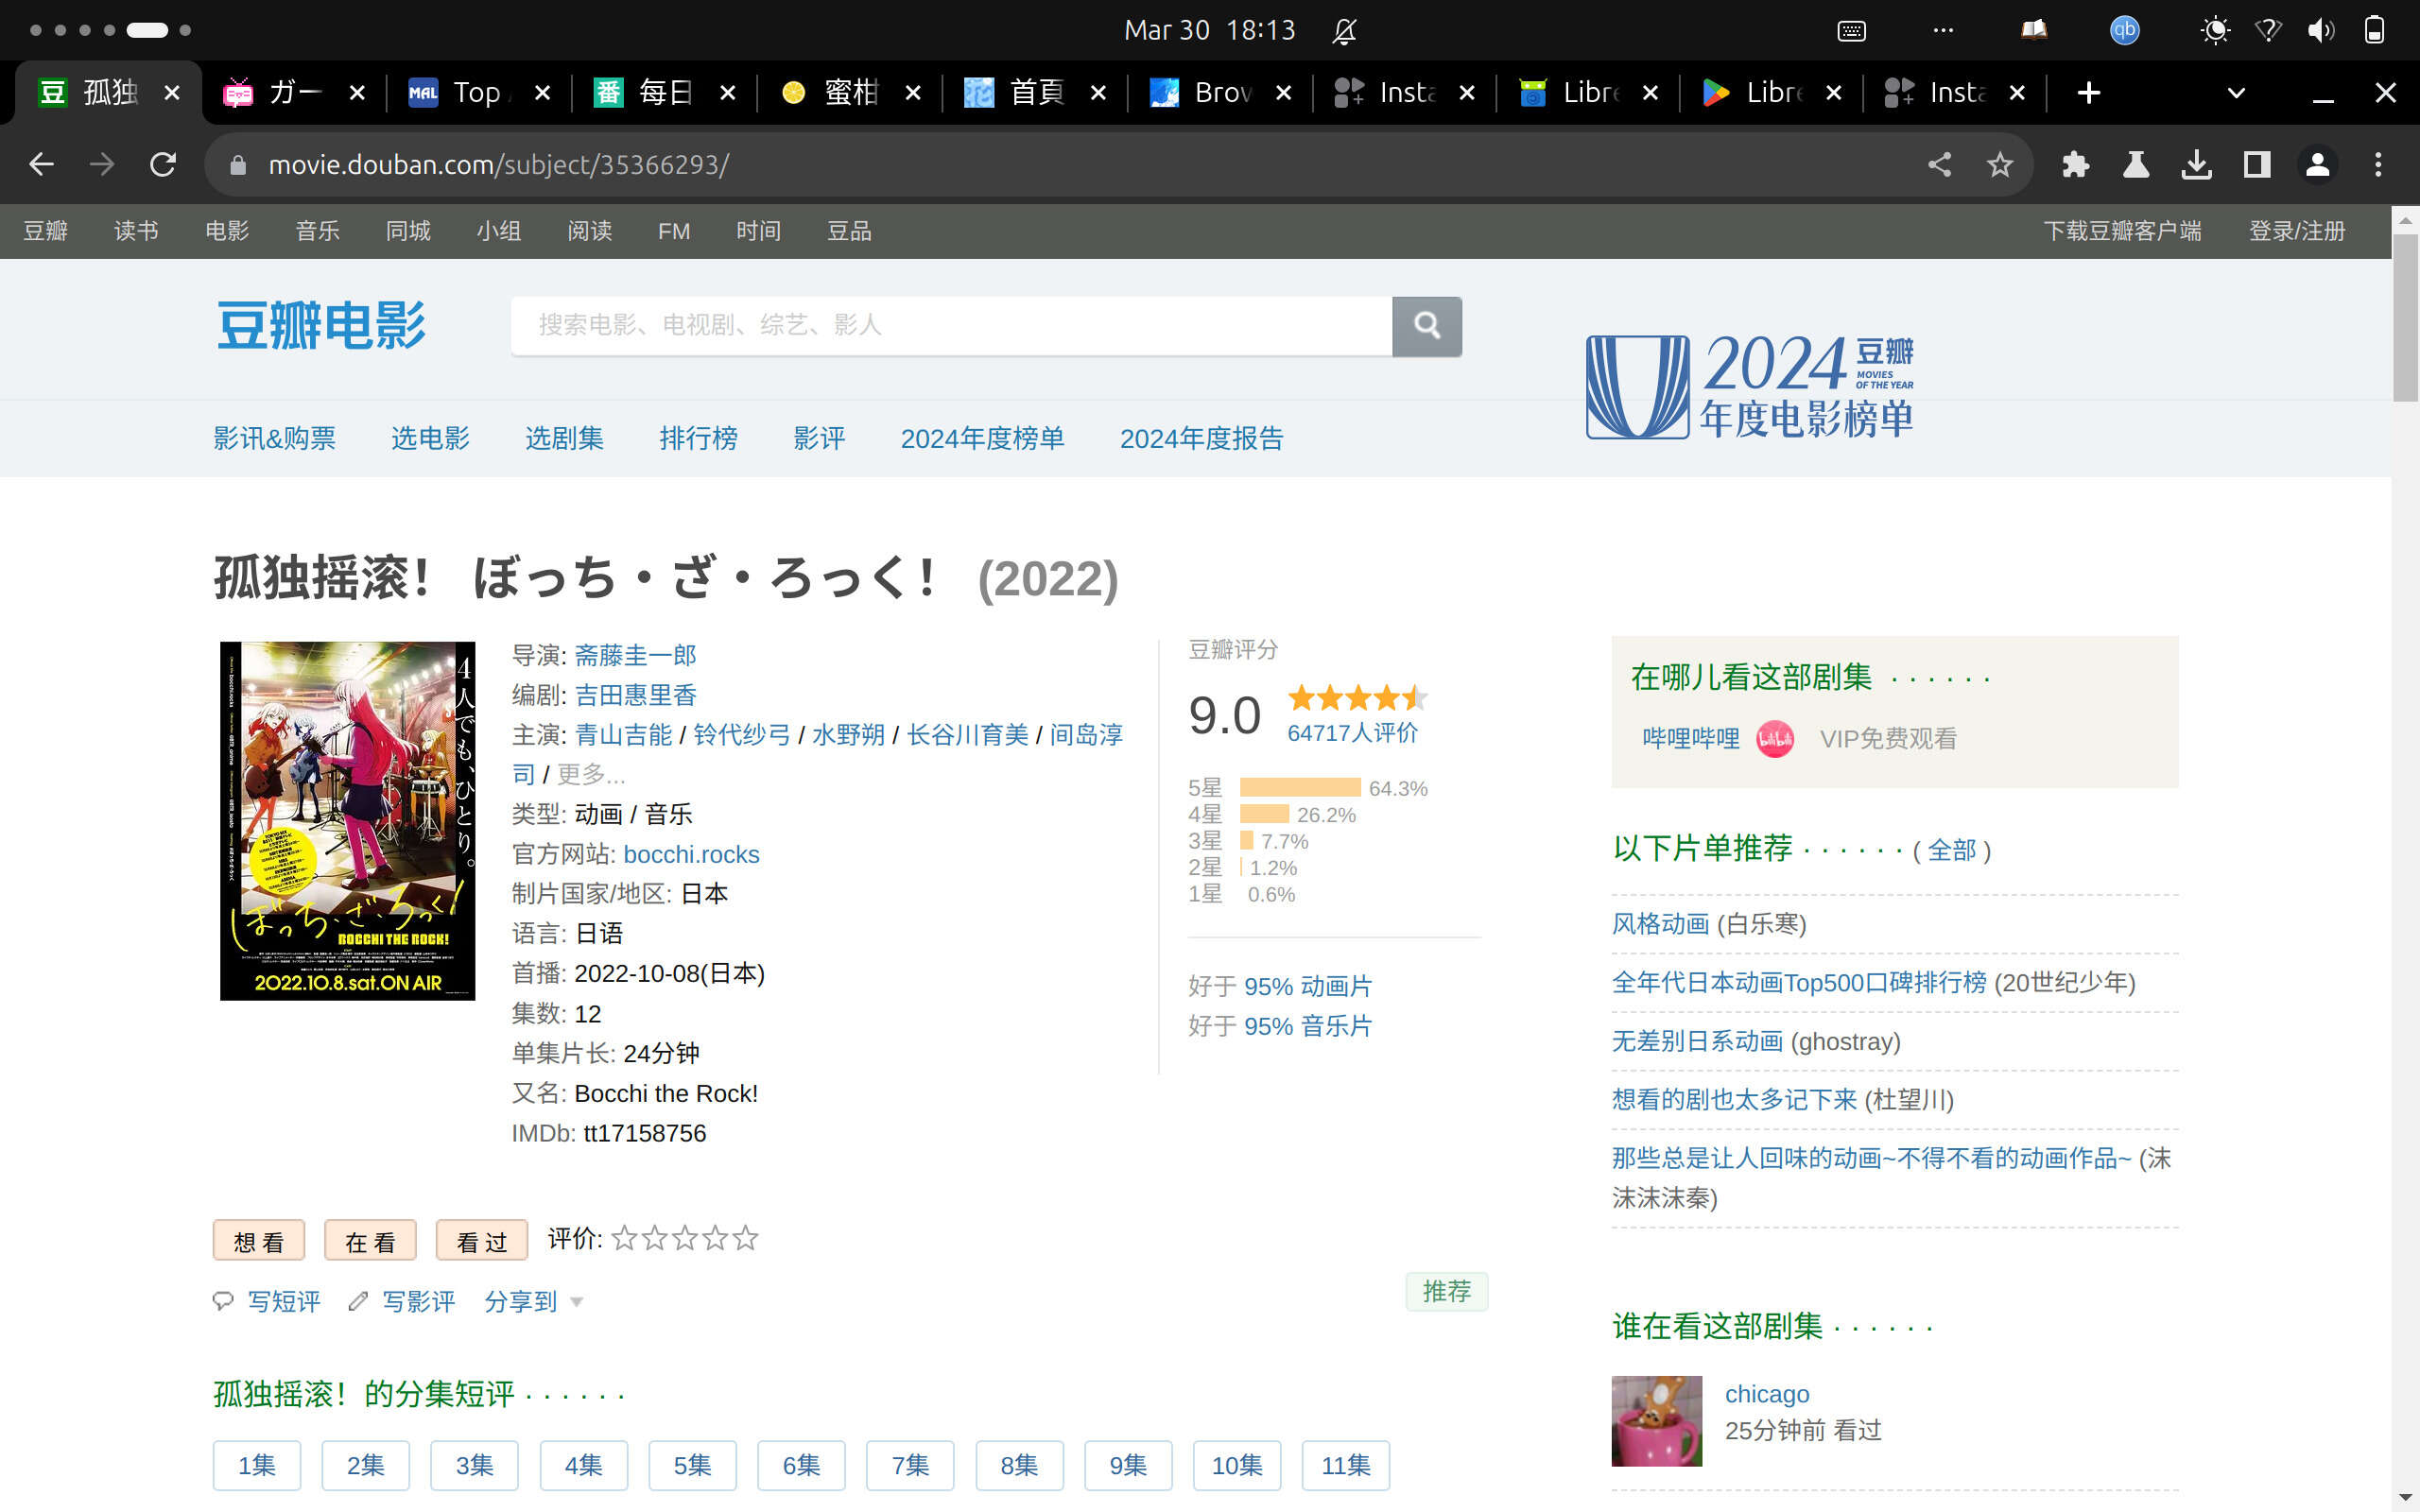 Mar 30 18:13
孤独 ガー MAL Top 番 每日 蜜柑 首頁 Brov Insta Libre Libre Insta
movie.douban.com/subject/35366293/
豆瓣 读书 电影 音乐 同城 小组 阅读 FM 时间 豆品 下载豆瓣客户端 登录/注册
豆瓣电影 搜索电影、电视剧、综艺、影人
2024 豆瓣 MOVIES OF THE YEAR
年度电影榜单
影讯&购票 选电影 选剧集 排行榜 影评 2024年度榜单 2024年度报告
孤独摇滚！ ぼっち・ざ・ろっく！ (2022)
4人でも、ひとり。
ぼっち・ざ・ろっく！
BOCCHI THE ROCK!
2022.10.8.sat.ON AIR
导演: 斋藤圭一郎
编剧: 吉田惠里香
主演: 青山吉能 / 铃代纱弓 / 水野朔 / 长谷川育美 / 间岛淳
司 / 更多...
类型: 动画 / 音乐
官方网站: bocchi.rocks
制片国家/地区: 日本
语言: 日语
首播: 2022-10-08(日本)
集数: 12
单集片长: 24分钟
又名: Bocchi the Rock!
IMDb: tt17158756
豆瓣评分
9.0
64717人评价
5星 64.3%
4星 26.2%
3星 7.7%
2星 1.2%
1星 0.6%
好于 95% 动画片
好于 95% 音乐片
想看 在看 看过 评价:
写短评 写影评 分享到
推荐
孤独摇滚！的分集短评 · · · · · ·
1集 2集 3集 4集 5集 6集 7集 8集 9集 10集 11集
在哪儿看这部剧集 · · · · · ·
哔哩哔哩 bilibili VIP免费观看
以下片单推荐 · · · · · · ( 全部 )
风格动画 (白乐寒)
全年代日本动画Top500口碑排行榜 (20世纪少年)
无差别日系动画 (ghostray)
想看的剧也太多记下来 (杜望川)
那些总是让人回味的动画~不得不看的动画作品~ (沫
沫沫沫秦)
谁在看这部剧集 · · · · · ·
chicago
25分钟前 看过